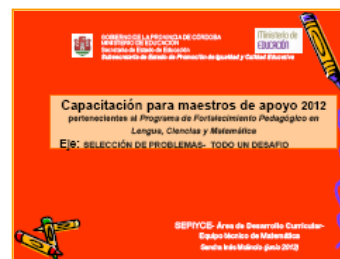 GOBIERNO DE LA PROVINCIA DE CÓRDOBA
MINISTERIO DE EDUCACIÓN
Secretaría de Estado de Educación
Subsecretaría de Estado de Promoción de Igualdad y Calidad Educativa
Ministerio de
EDUCACIÓN
Capacitación para maestros de apoyo 2012
pertenecientes al Programa de Fortalecimiento Pedagógico en
Lengua, Ciencias y Matemática
Eje: SELECCIÓN DE PROBLEMAS- TODO UN DESAFIO
SEPIYCE- Área de Desarrollo Curricular-
Equipo técnico de Matemática
Sandra Inés (junio 2012)